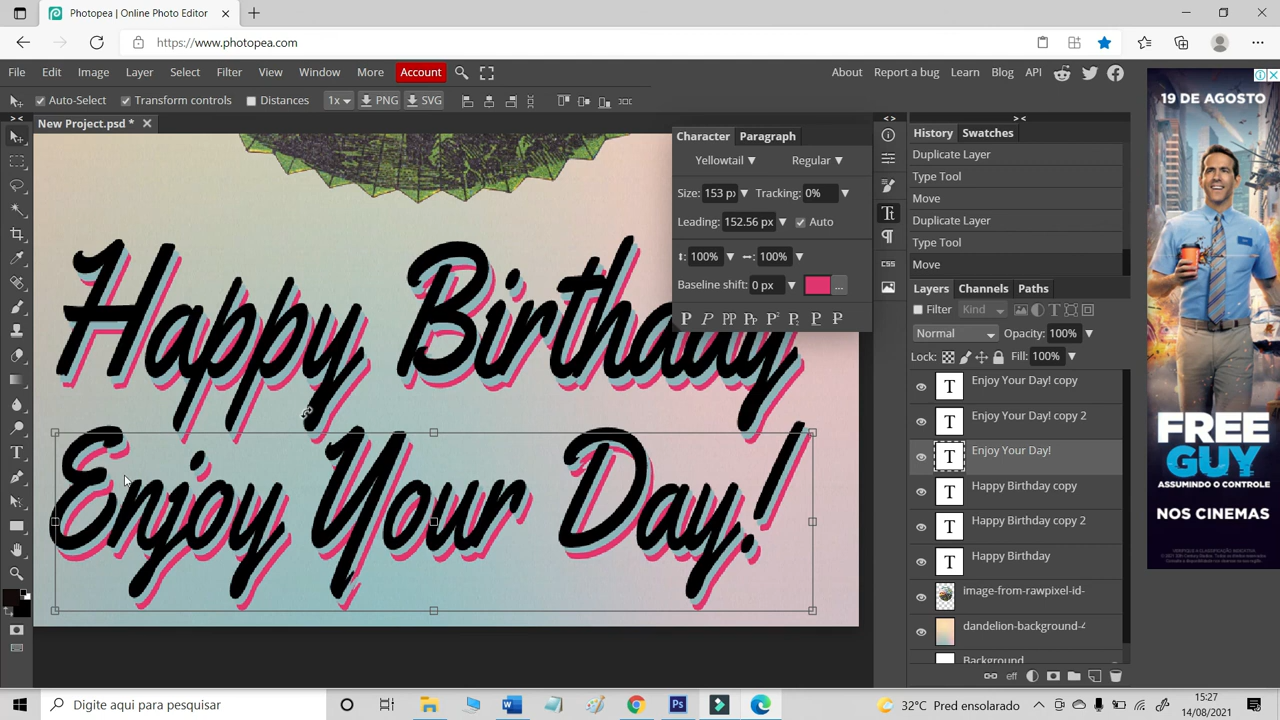 Photopea | Online Photo Editor
https://www.photopea.com
File Edit Image Layer Select Filter View Window More Account
About Report a bug Learn Blog API
Auto-Select Transform controls Distances 1x PNG SVG
New Project.psd *
Character Paragraph
Yellowtail Regular
Size: 153 px Tracking: 0%
Leading: 152.56 px Auto
100% 100%
Baseline shift: 0 px ...
Happy Birthday
Enjoy Your Day!
CSS
History Swatches
Duplicate Layer
Type Tool
Move
Duplicate Layer
Type Tool
Move
Layers Channels Paths
Filter Kind
Normal Opacity: 100%
Lock: Fill: 100%
Enjoy Your Day! copy
Enjoy Your Day! copy 2
Enjoy Your Day!
Happy Birthday copy
Happy Birthday copy 2
Happy Birthday
image-from-rawpixel-id-
dandelion-background-
Background
eff
19 DE AGOSTO
FREE
GUY
ASSUMINDO O CONTROLE
NOS CINEMAS
Digite aqui para pesquisar
32°C Pred ensolarado
15:27
14/08/2021